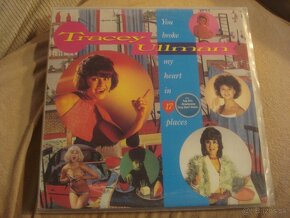 Tracey
Ullman
You
broke
my
heart
in
17
places